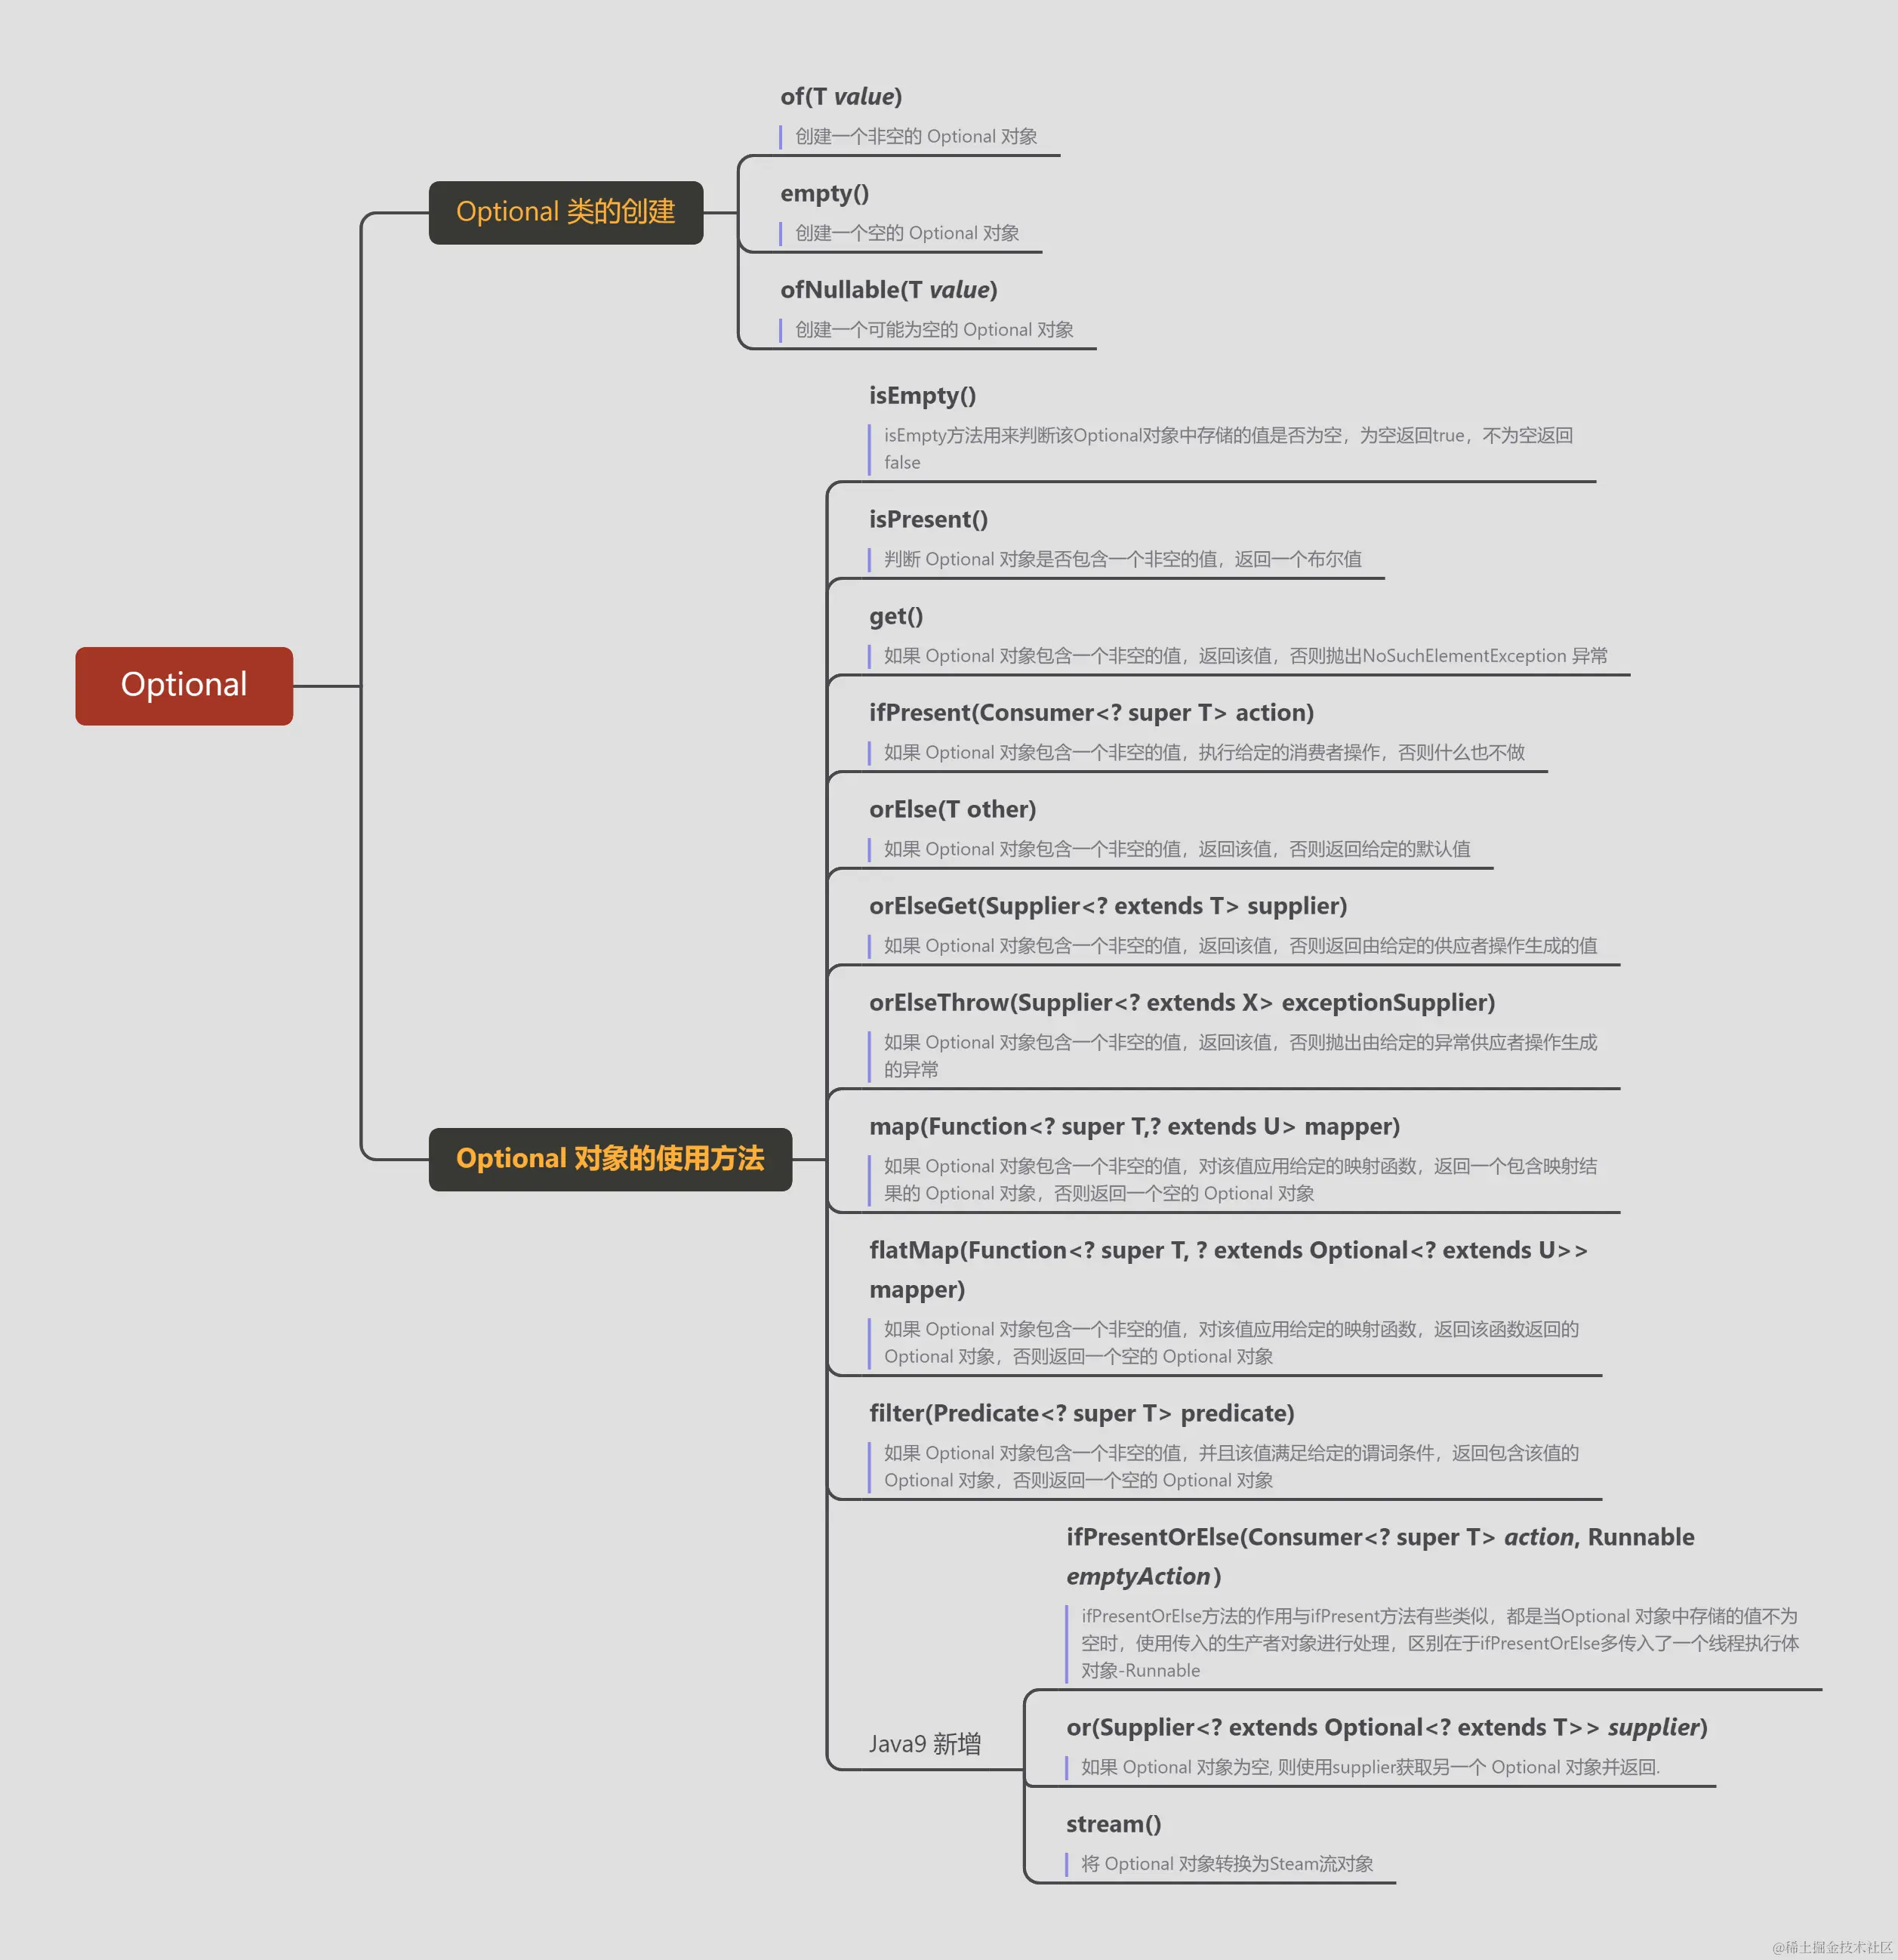 of(T value)
创建一个非空的 Optional 对象
Optional 类的创建
empty()
创建一个空的 Optional 对象
ofNullable(T value)
创建一个可能为空的 Optional 对象
isEmpty()
isEmpty方法用来判断该Optional对象中存储的值是否为空，为空返回true，不为空返回
false
isPresent()
判断 Optional 对象是否包含一个非空的值，返回一个布尔值
get()
如果 Optional 对象包含一个非空的值，返回该值，否则抛出NoSuchElementException 异常
Optional
ifPresent(Consumer<? super T> action)
如果 Optional 对象包含一个非空的值，执行给定的消费者操作，否则什么也不做
orElse(T other)
如果 Optional 对象包含一个非空的值，返回该值，否则返回给定的默认值
orElseGet(Supplier<? extends T> supplier)
如果 Optional 对象包含一个非空的值，返回该值，否则返回由给定的供应者操作生成的值
orElseThrow(Supplier<? extends X> exceptionSupplier)
如果 Optional 对象包含一个非空的值，返回该值，否则抛出由给定的异常供应者操作生成
的异常
Optional 对象的使用方法
map(Function<? super T,? extends U> mapper)
如果 Optional 对象包含一个非空的值，对该值应用给定的映射函数，返回一个包含映射结
果的 Optional 对象，否则返回一个空的 Optional 对象
flatMap(Function<? super T, ? extends Optional<? extends U>>
mapper)
如果 Optional 对象包含一个非空的值，对该值应用给定的映射函数，返回该函数返回的
Optional 对象，否则返回一个空的 Optional 对象
filter(Predicate<? super T> predicate)
如果 Optional 对象包含一个非空的值，并且该值满足给定的谓词条件，返回包含该值的
Optional 对象，否则返回一个空的 Optional 对象
ifPresentOrElse(Consumer<? super T> action, Runnable
emptyAction)
ifPresentOrElse方法的作用与ifPresent方法有些类似，都是当Optional 对象中存储的值不为
空时，使用传入的生产者对象进行处理，区别在于ifPresentOrElse多传入了一个线程执行体
对象-Runnable
Java9 新增
or(Supplier<? extends Optional<? extends T>> supplier)
如果 Optional 对象为空, 则使用supplier获取另一个 Optional 对象并返回.
stream()
将 Optional 对象转换为Steam流对象
@稀土掘金技术社区